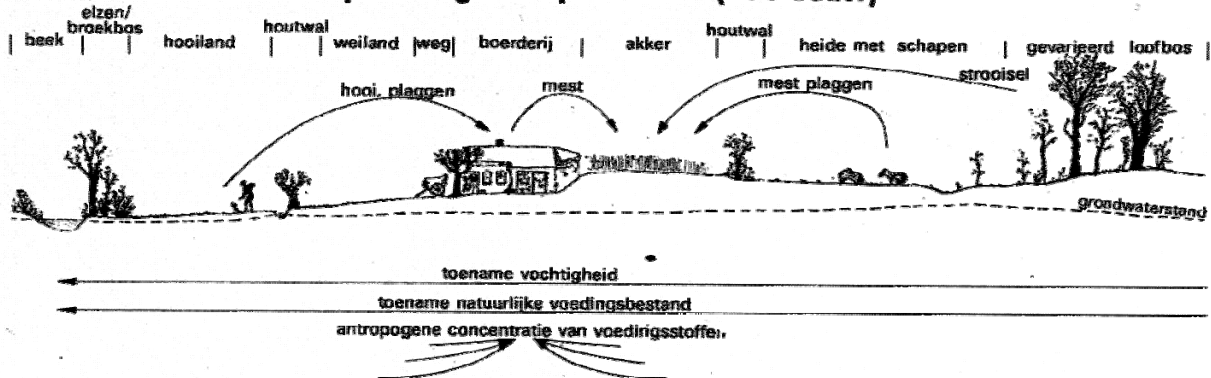 elzen/
broekbos
houtwal
houtwal
beek hooiland weiland weg boerderij akker heide met schapen gevarieerd loofbos
strooisel
hooi, plaggen mest mest plaggen
grondwaterstand
toename vochtigheid
toename natuurlijke voedingsbestand
antropogene concentratie van voedingsstoffen